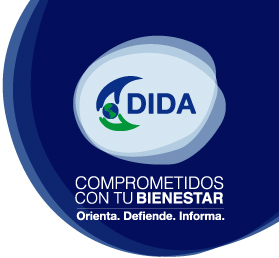 DIDA
COMPROMETIDOS
CON TU BIENESTAR
Orienta. Defiende. Informa.